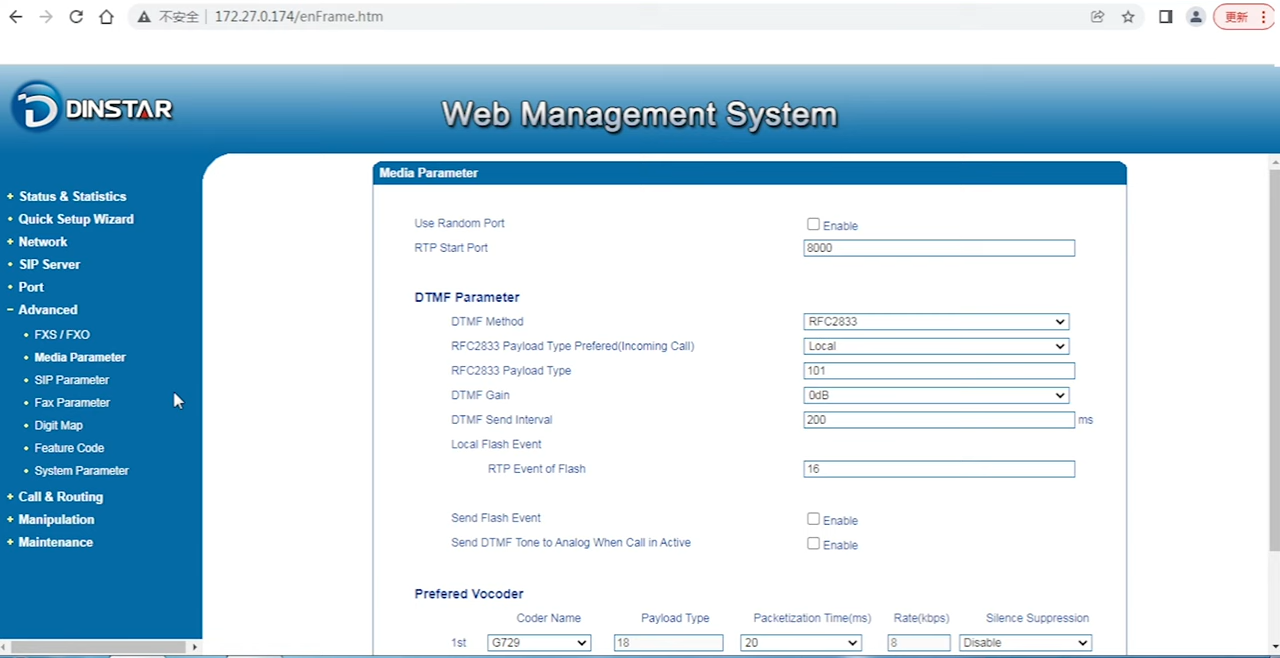 不安全 172.27.0.174/enFrame.htm 更新
DINSTAR
Web Management System
Status & Statistics
Quick Setup Wizard
Network
SIP Server
Port
Advanced
FXS / FXO
Media Parameter
SIP Parameter
Fax Parameter
Digit Map
Feature Code
System Parameter
Call & Routing
Manipulation
Maintenance
Media Parameter
Use Random Port Enable
RTP Start Port 8000
DTMF Parameter
DTMF Method RFC2833
RFC2833 Payload Type Prefered(Incoming Call) Local
RFC2833 Payload Type 101
DTMF Gain 0dB
DTMF Send Interval 200 ms
Local Flash Event
RTP Event of Flash 16
Send Flash Event Enable
Send DTMF Tone to Analog When Call in Active Enable
Prefered Vocoder
Coder Name Payload Type Packetization Time(ms) Rate(kbps) Silence Suppression
1st G729 18 20 8 Disable